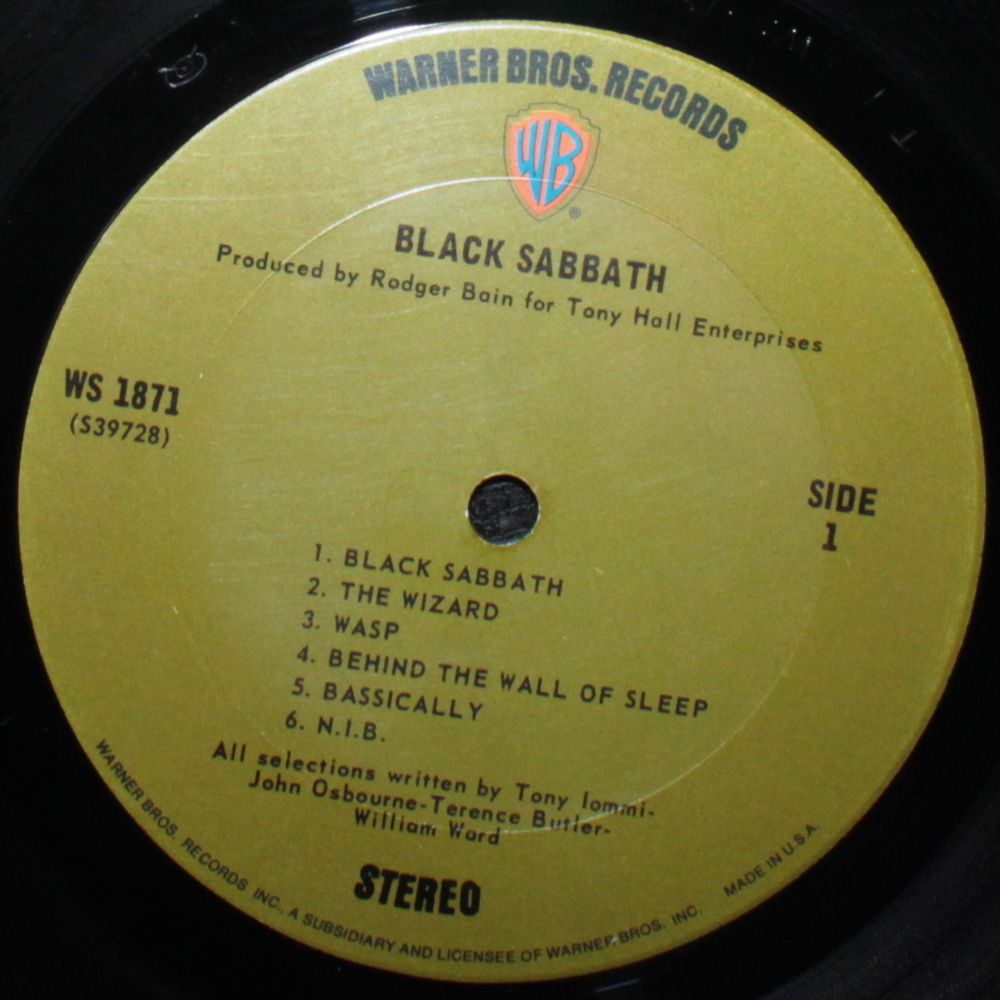 WARNER BROS. RECORDS
WB
®
BLACK SABBATH
Produced by Rodger Bain for Tony Hall Enterprises
WS 1871
(S39728)
SIDE
1
1. BLACK SABBATH
2. THE WIZARD
3. WASP
4. BEHIND THE WALL OF SLEEP
5. BASSICALLY
6. N.I.B.
All selections written by Tony Iommi-
John Osbourne-Terence Butler-
William Ward
STEREO
WARNER BROS. RECORDS INC., A SUBSIDIARY AND LICENSEE OF WARNER BROS. INC.
MADE IN U.S.A.